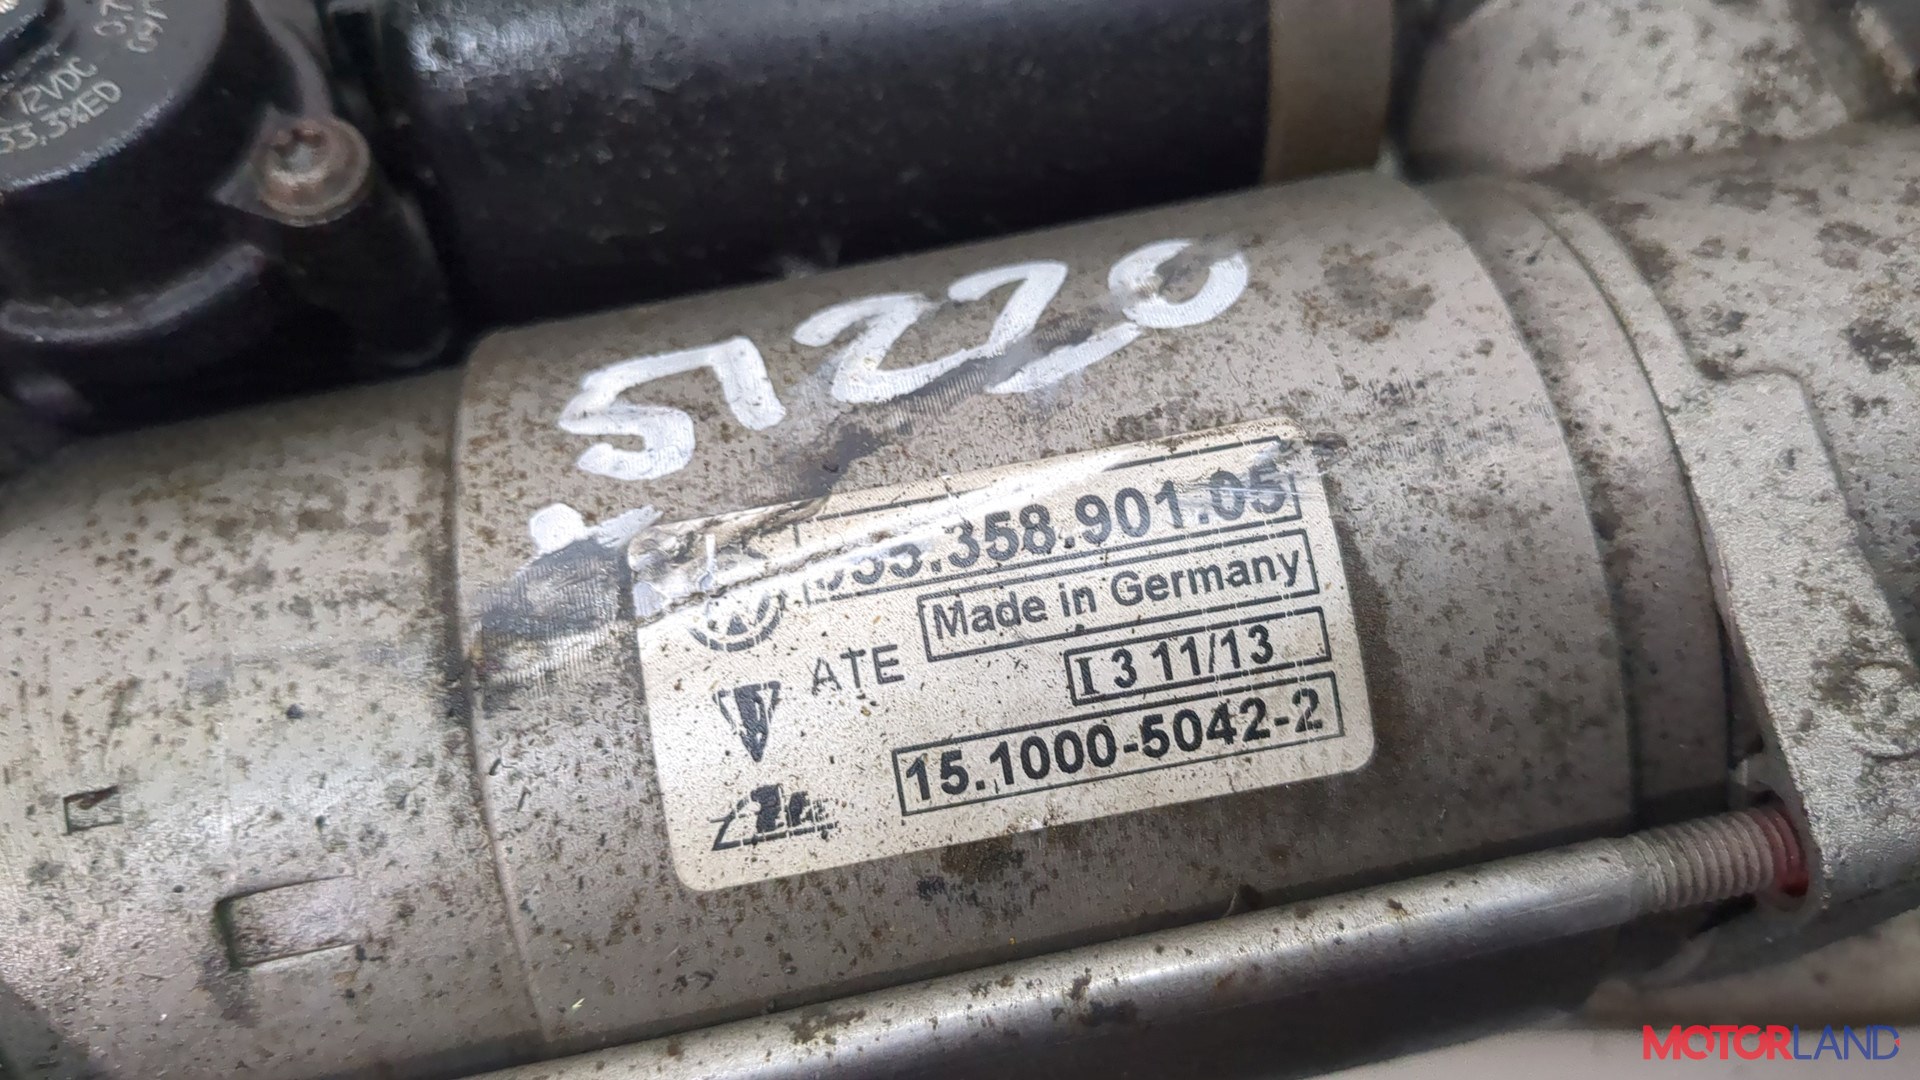 12VDC
33,3%ED
51220
.358.901.05
Made in Germany
ATE
I 3 11/13
15.1000-5042-2
MOTORLAND